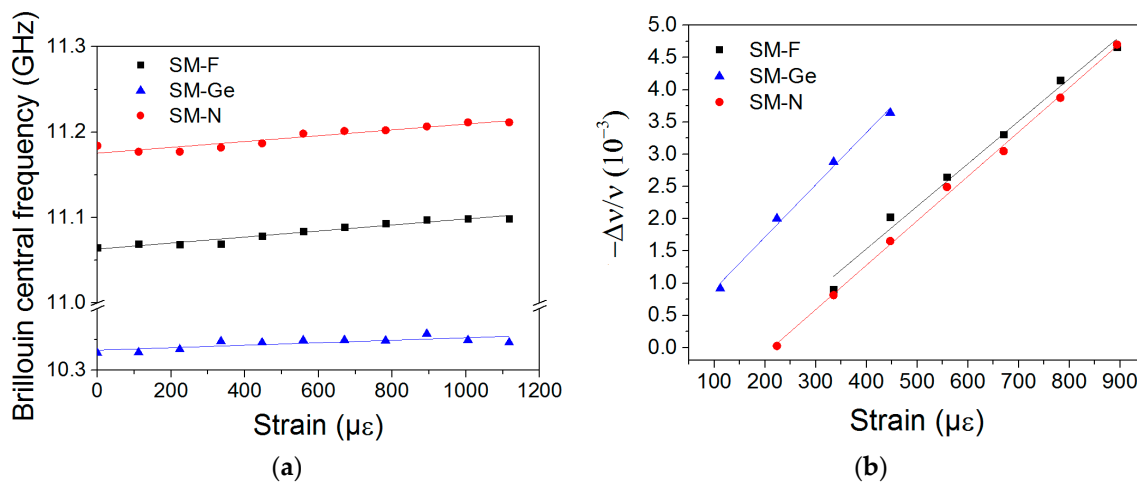 Brillouin central frequency (GHz)
11.3
11.2
11.1
11.0
10.3
SM-F
SM-Ge
SM-N
0 200 400 600 800 1000 1200
Strain (µε)
(a)
−Δν/ν (10⁻³)
5.0
4.5
4.0
3.5
3.0
2.5
2.0
1.5
1.0
0.5
0.0
SM-F
SM-Ge
SM-N
100 200 300 400 500 600 700 800 900
Strain (µε)
(b)